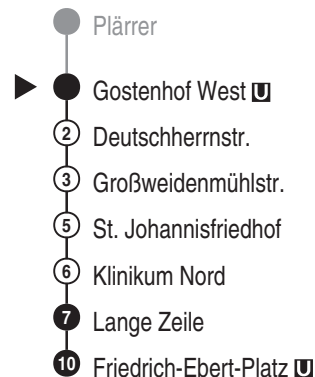 Plärrer
Gostenhof West U
2 Deutschherrnstr.
3 Großweidenmühlstr.
5 St. Johannisfriedhof
6 Klinikum Nord
7 Lange Zeile
10 Friedrich-Ebert-Platz U